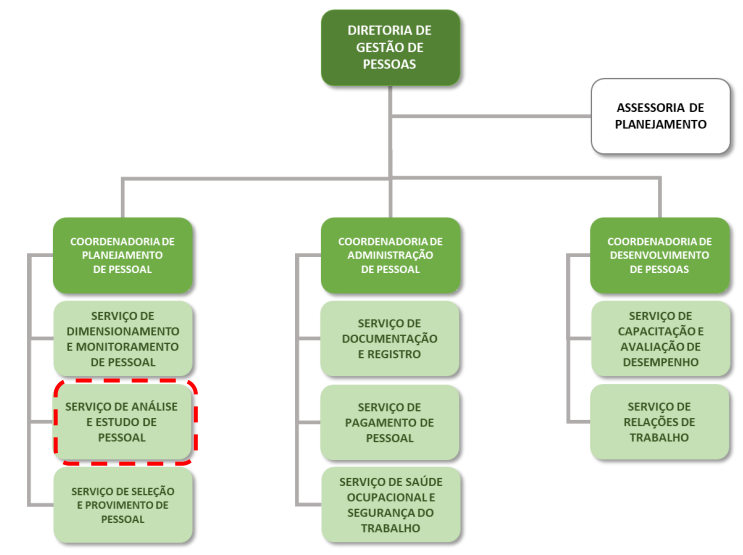 DIRETORIA DE
GESTÃO DE
PESSOAS
ASSESSORIA DE
PLANEJAMENTO
COORDENADORIA DE
PLANEJAMENTO
DE PESSOAL
COORDENADORIA DE
ADMINISTRAÇÃO
DE PESSOAL
COORDENADORIA DE
DESENVOLVIMENTO
DE PESSOAS
SERVIÇO DE
DIMENSIONAMENTO
E MONITORAMENTO
DE PESSOAL
SERVIÇO DE
DOCUMENTAÇÃO
E REGISTRO
SERVIÇO DE
CAPACITAÇÃO E
AVALIAÇÃO DE
DESEMPENHO
SERVIÇO DE ANÁLISE
E ESTUDO DE
PESSOAL
SERVIÇO DE
PAGAMENTO DE
PESSOAL
SERVIÇO DE
RELAÇÕES DE
TRABALHO
SERVIÇO DE SELEÇÃO
E PROVIMENTO DE
PESSOAL
SERVIÇO DE SAÚDE
OCUPACIONAL E
SEGURANÇA DO
TRABALHO